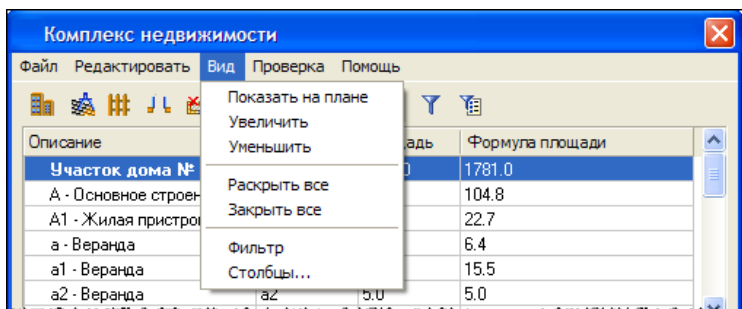 Комплекс недвижимости
Файл Редактировать Вид Проверка Помощь
Показать на плане
Увеличить
Уменьшить
Раскрыть все
Закрыть все
Фильтр
Столбцы...
Описание адь Формула площади
Участок дома № 1781.0
А - Основное строен 104.8
А1 - Жилая пристро 22.7
а - Веранда 6.4
а1 - Веранда 15.5
а2 - Веранда а2 5.0 5.0